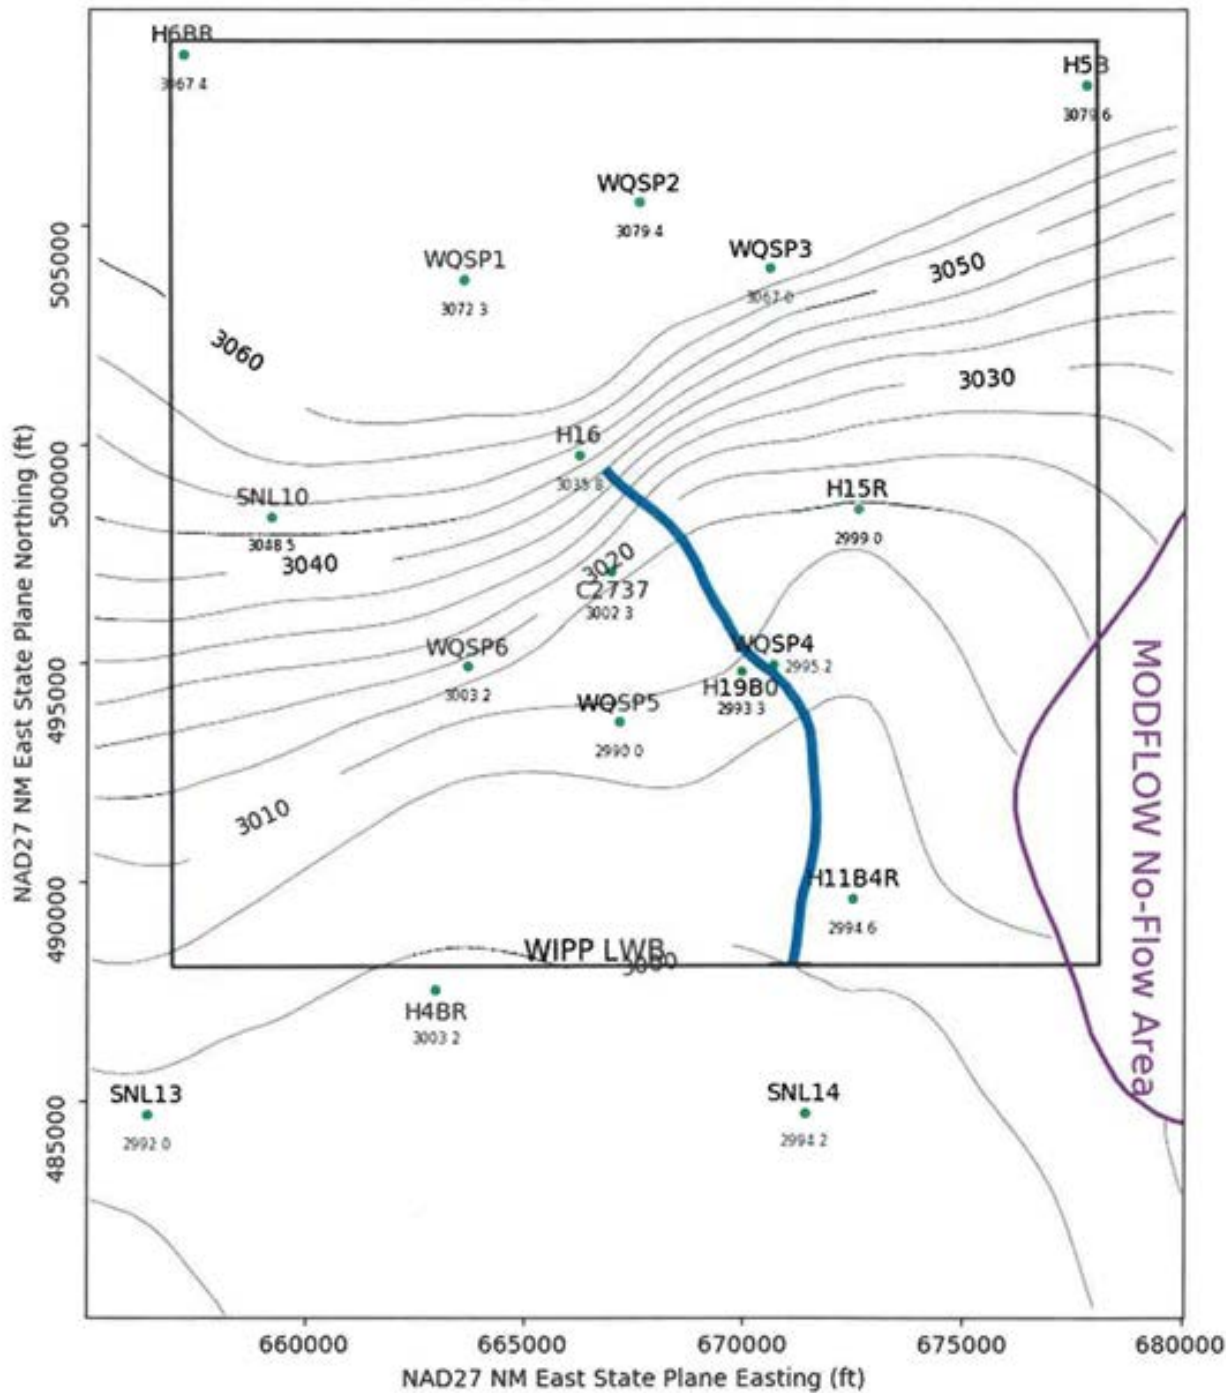 H6BR
3067 4
H5B
3079 6
WQSP2
3079 4
WQSP3
3067 0
WQSP1
3072 3
3050
3060
3030
H16
3035 8
SNL10
3048 5
3040
H15R
2999 0
3020
C2737
3002 3
WQSP6
3003 2
WQSP4
2995.2
H19B0
2993 3
WQSP5
2990 0
3010
H11B4R
2994.6
WIPP LWB
3000
H4BR
3003 2
SNL13
2992 0
SNL14
2994 2
MODFLOW No-Flow Area
505000
500000
495000
490000
485000
NAD27 NM East State Plane Northing (ft)
660000 665000 670000 675000 680000
NAD27 NM East State Plane Easting (ft)